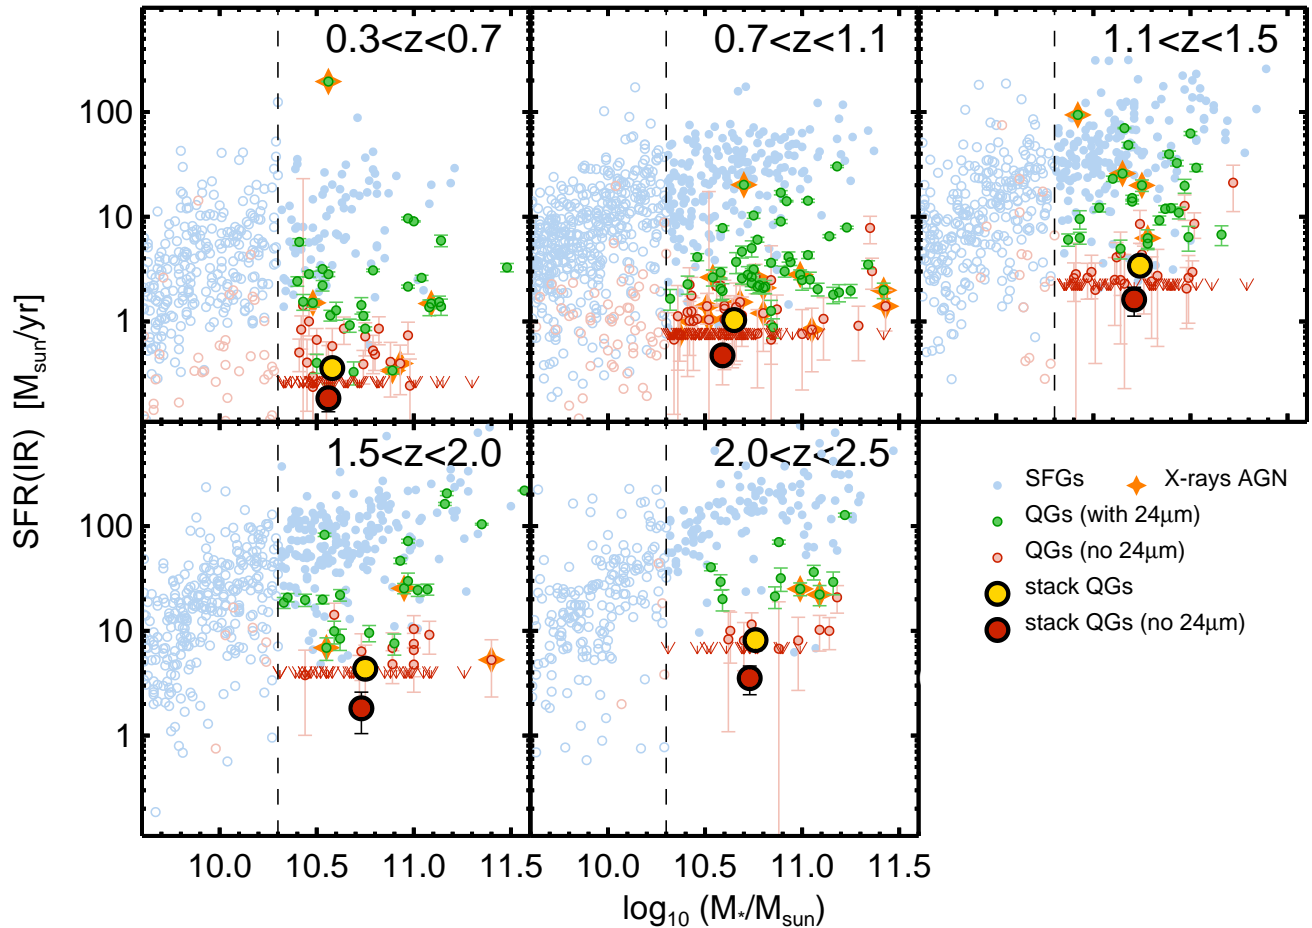 0.3<z<0.7
0.7<z<1.1
1.1<z<1.5
100
10
1
SFR(IR) [Msun/yr]
1.5<z<2.0
2.0<z<2.5
100
10
1
SFGs
X-rays AGN
QGs (with 24μm)
QGs (no 24μm)
stack QGs
stack QGs (no 24μm)
10.0 10.5 11.0 11.5
10.0 10.5 11.0 11.5
log10 (M*/Msun)